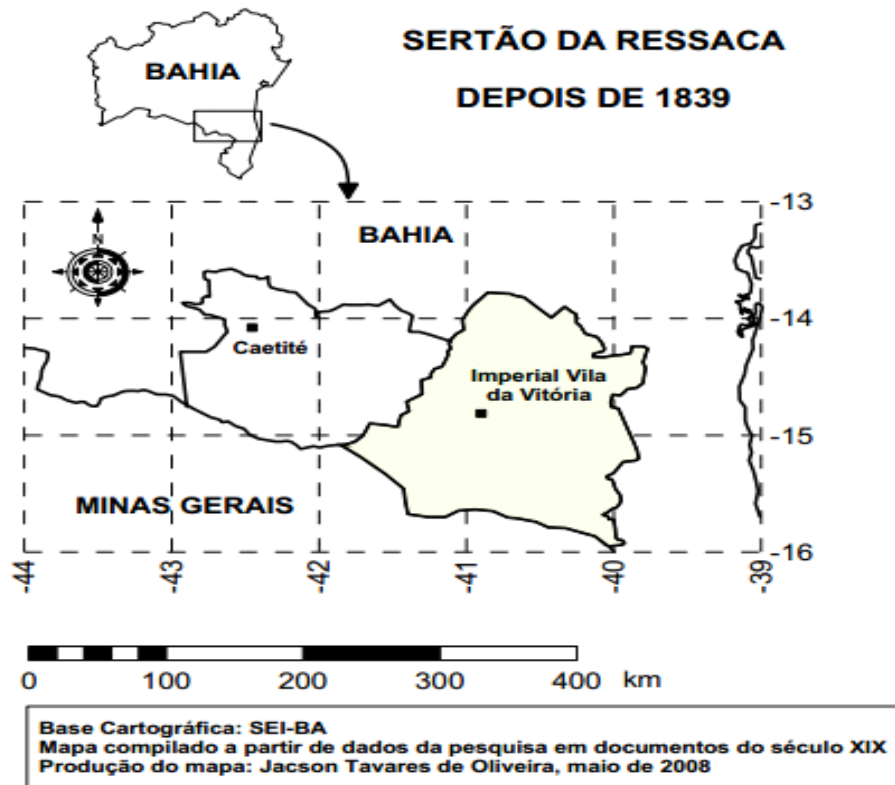 SERTÃO DA RESSACA
DEPOIS DE 1839
BAHIA
-13
BAHIA
N
-14
Caetité
Imperial Vila
da Vitória
-15
MINAS GERAIS
-16
-44
-43
-42
-41
-40
-39
0 100 200 300 400 km
Base Cartográfica: SEI-BA
Mapa compilado a partir de dados da pesquisa em documentos do século XIX
Produção do mapa: Jacson Tavares de Oliveira, maio de 2008